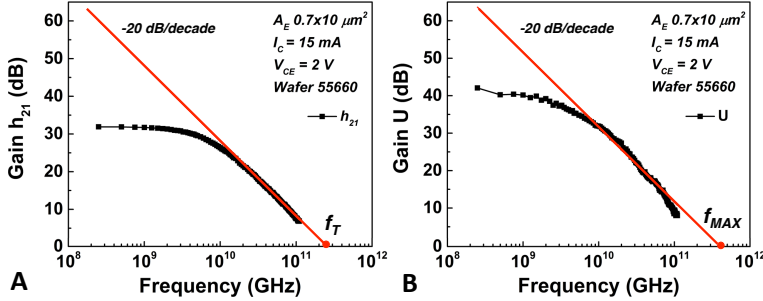 Gain h21 (dB)
70
60
50
40
30
20
10
0
-20 dB/decade
AE 0.7x10 μm2
IC = 15 mA
VCE = 2 V
Wafer 55660
h21
fT
10^8
10^9
10^10
10^11
10^12
Frequency (GHz)
A
Gain U (dB)
60
50
40
30
20
10
0
-20 dB/decade
AE 0.7x10 μm2
IC = 15 mA
VCE = 2 V
Wafer 55660
U
fMAX
10^8
10^9
10^10
10^11
10^12
Frequency (GHz)
B